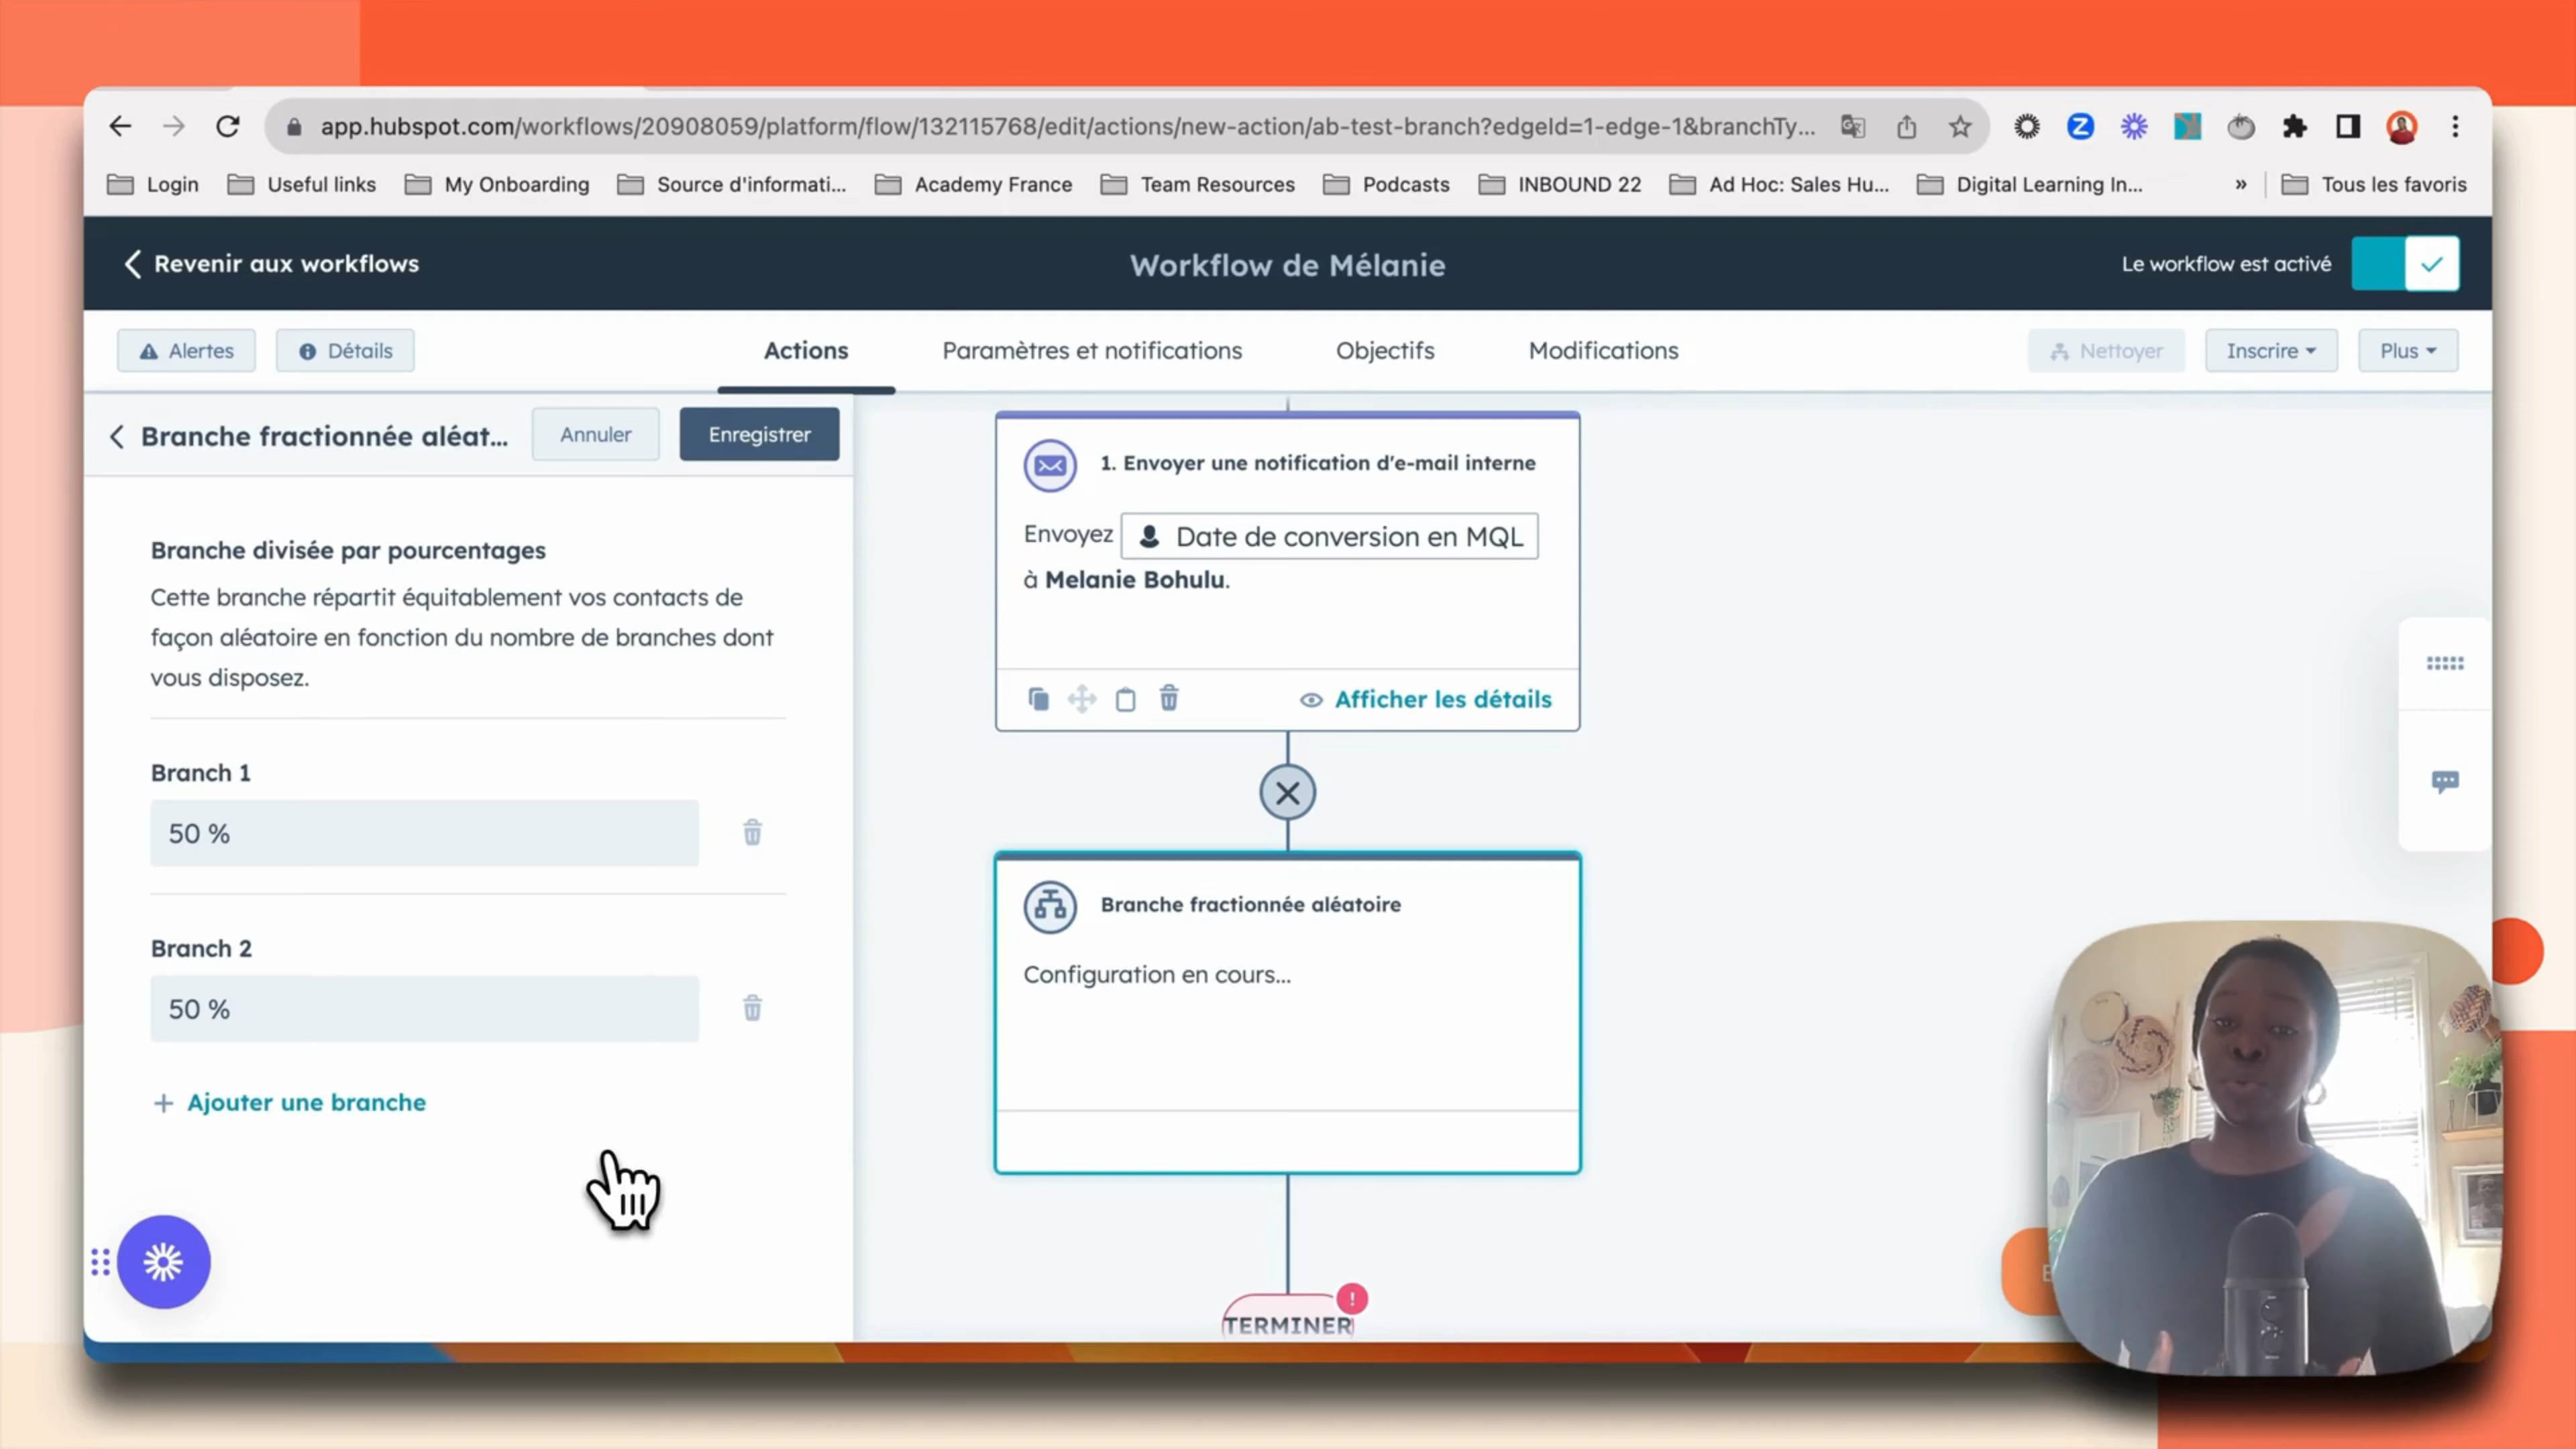 app.hubspot.com/workflows/20908059/platform/flow/132115768/edit/actions/new-action/ab-test-branch?edgeId=1-edge-1&branchTy...
Login
Useful links
My Onboarding
Source d'informati...
Academy France
Team Resources
Podcasts
INBOUND 22
Ad Hoc: Sales Hu...
Digital Learning In...
»
Tous les favoris
Revenir aux workflows
Workflow de Mélanie
Le workflow est activé
Alertes
Détails
Actions
Paramètres et notifications
Objectifs
Modifications
Nettoyer
Inscrire
Plus
Branche fractionnée aléat...
Annuler
Enregistrer
Branche divisée par pourcentages
Cette branche répartit équitablement vos contacts de
façon aléatoire en fonction du nombre de branches dont
vous disposez.
Branch 1
50 %
Branch 2
50 %
+ Ajouter une branche
1. Envoyer une notification d'e-mail interne
Envoyez Date de conversion en MQL
à Melanie Bohulu.
Afficher les détails
Branche fractionnée aléatoire
Configuration en cours...
TERMINER